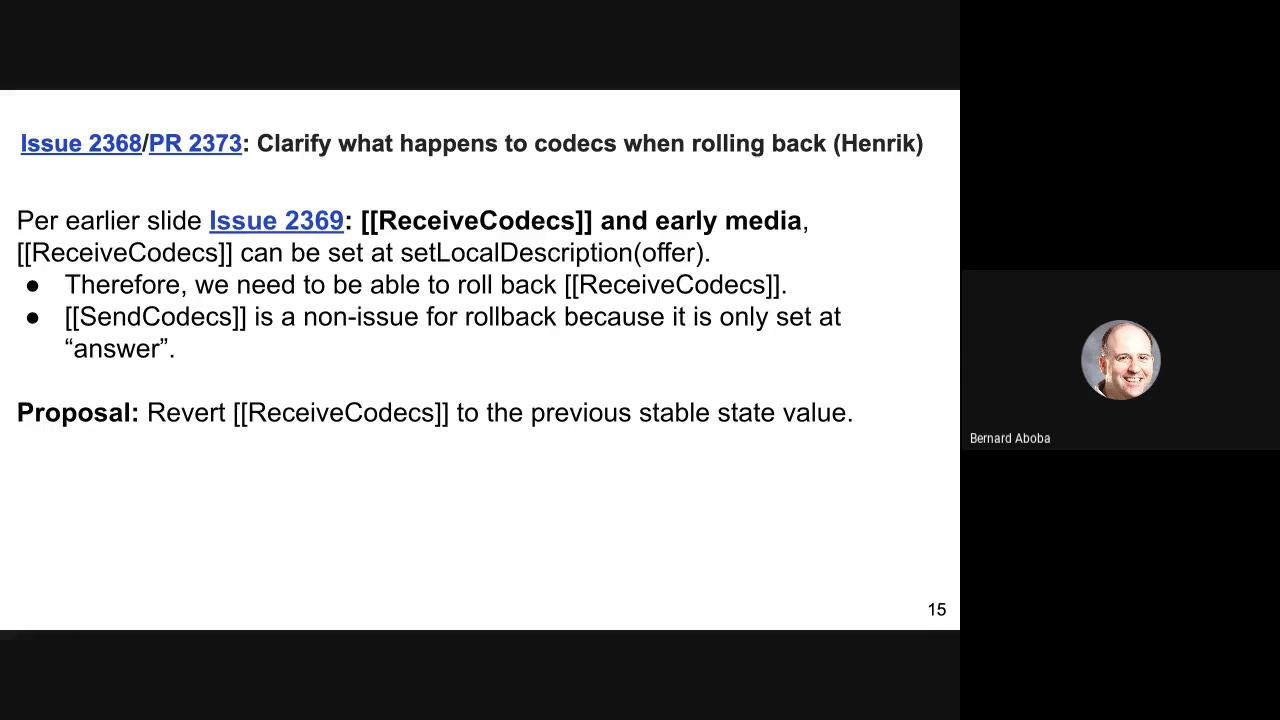 Issue 2368/PR 2373: Clarify what happens to codecs when rolling back (Henrik)
Per earlier slide Issue 2369: [[ReceiveCodecs]] and early media,
[[ReceiveCodecs]] can be set at setLocalDescription(offer).
● Therefore, we need to be able to roll back [[ReceiveCodecs]].
● [[SendCodecs]] is a non-issue for rollback because it is only set at
“answer”.
Proposal: Revert [[ReceiveCodecs]] to the previous stable state value.
15
Bernard Aboba